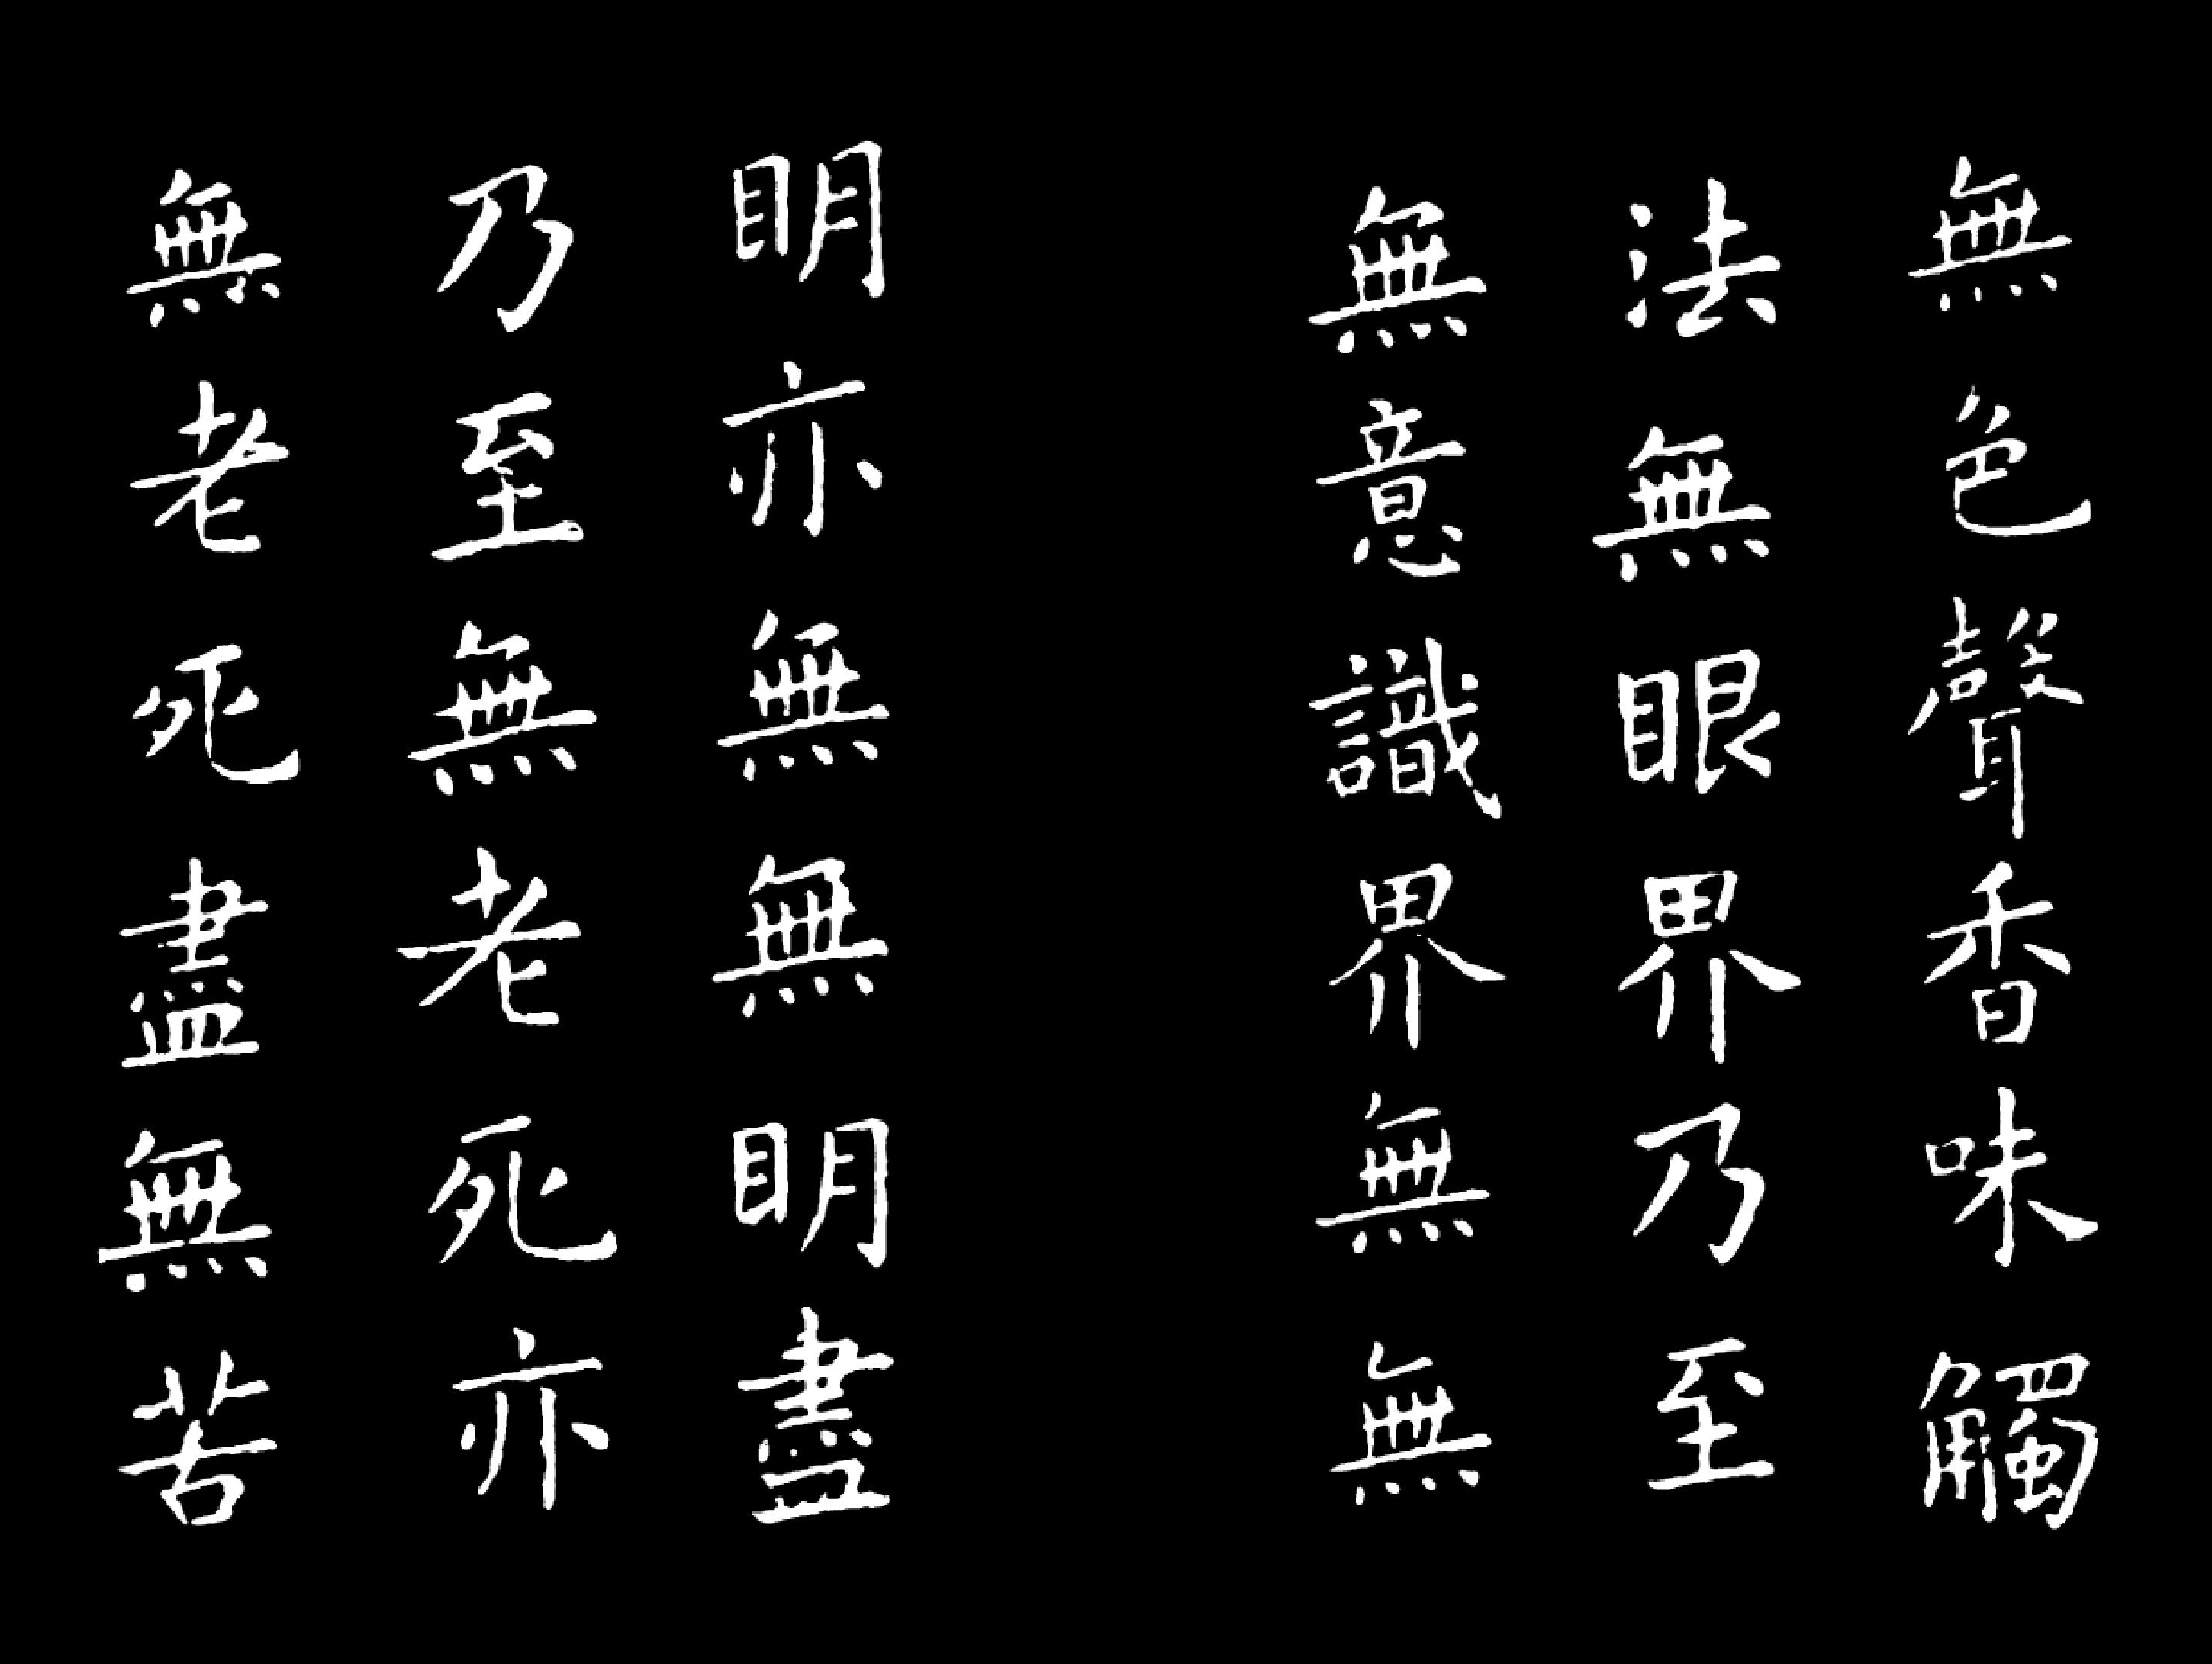 無色聲香味觸
法無眼界乃至
無意識界無無
明亦無無明盡
乃至無老死亦
無老死盡無苦